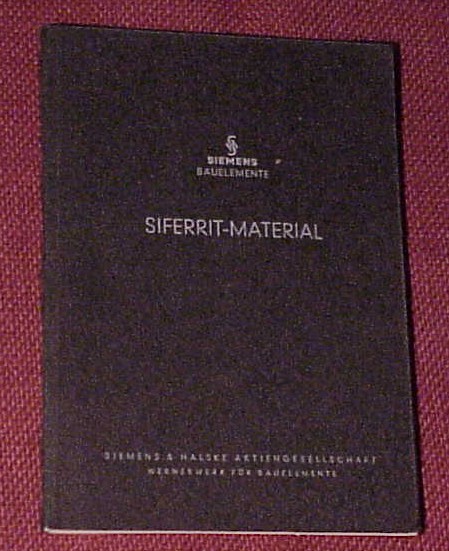 SIEMENS
BAUELEMENTE
SIFERRIT-MATERIAL
SIEMENS & HALSKE AKTIENGESELLSCHAFT
WERNERWERK FÜR BAUELEMENTE